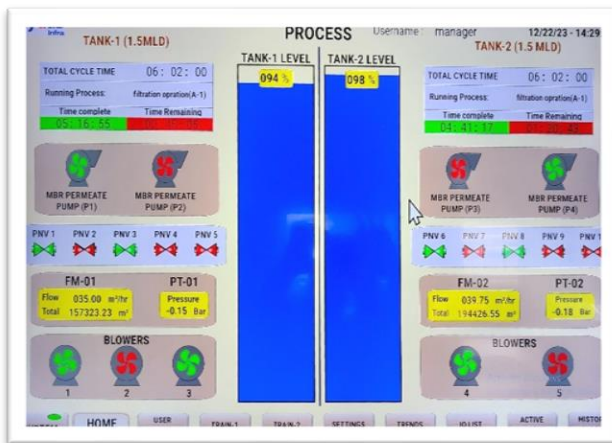 Infra
PROCESS
Username : manager
12/22/23 - 14:29
TANK-1 (1.5MLD)
TANK-2 (1.5 MLD)
TANK-1 LEVEL
TANK-2 LEVEL
094 %
098 %
TOTAL CYCLE TIME 06: 02: 00
Running Process: filtration opration(A-1)
Time complete Time Remaining
05:16:55
TOTAL CYCLE TIME 06: 02: 00
Running Process: filtration opration(A-1)
Time complete Time Remaining
04:41:17
MBR PERMEATE
PUMP (P1)
MBR PERMEATE
PUMP (P2)
MBR PERMEATE
PUMP (P3)
MBR PERMEATE
PUMP (P4)
PNV 1 PNV 2 PNV 3 PNV 4 PNV 5
PNV 6 PNV 7 PNV 8 PNV 9
FM-01 PT-01
Flow 035.00 m³/hr Pressure
Total 157323.23 m³ -0.15 Bar
FM-02 PT-02
Flow 039.75 m³/hr Pressure
Total 194426.55 m³ -0.18 Bar
BLOWERS
1 2 3
BLOWERS
4 5
HOME USER TRAIN-1 TRAIN-2 SETTINGS TRENDS IO LIST ACTIVE